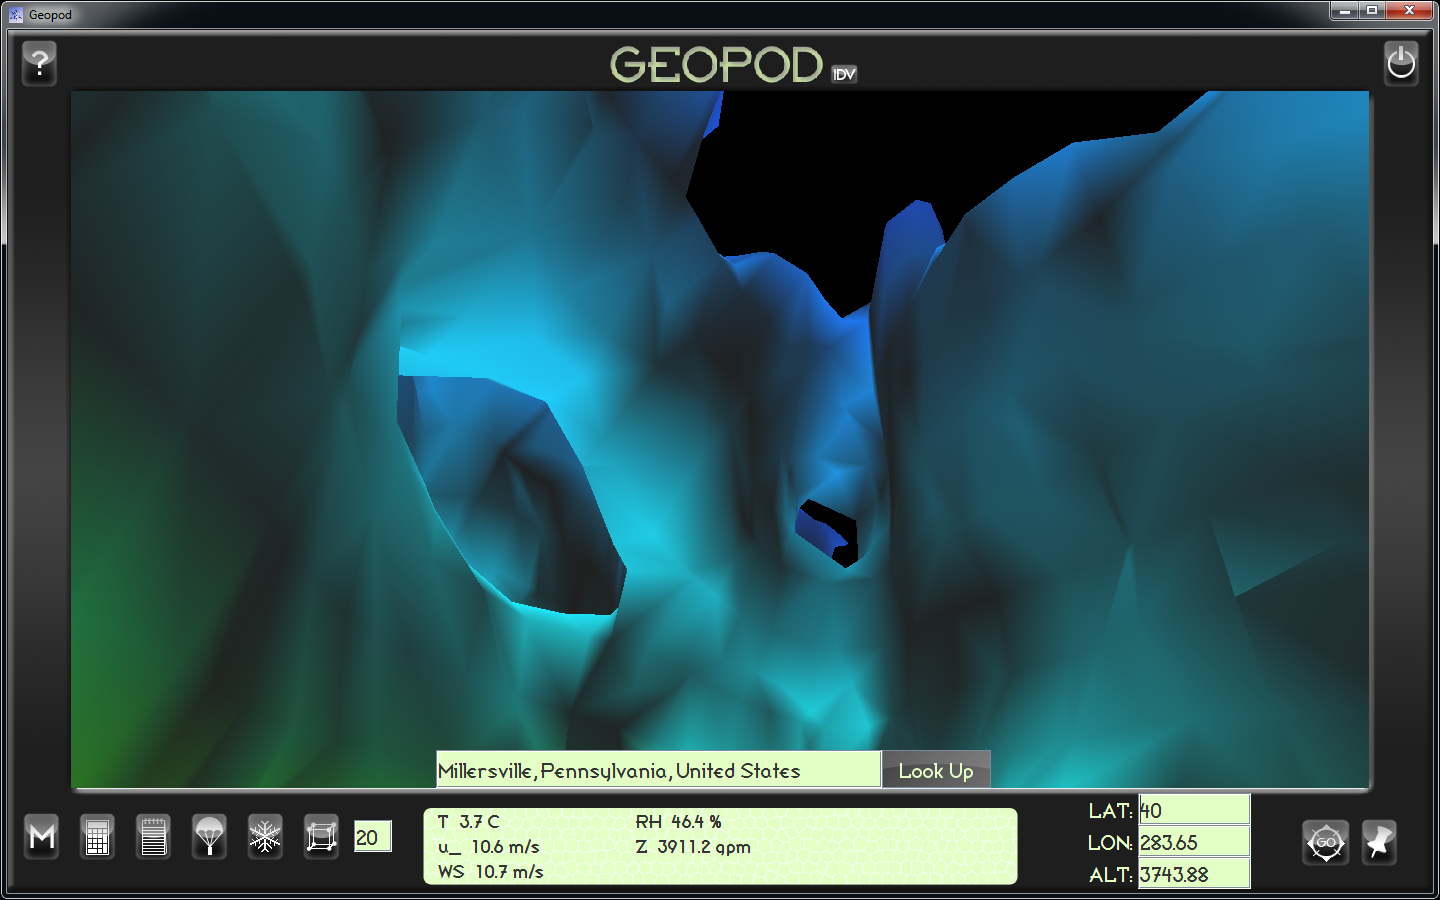 Geopod
?
GEOPOD IDV
Millersville,Pennsylvania,United States
Look Up
M
20
T 3.7 C
RH 46.4 %
u_ 10.6 m/s
Z 3911.2 gpm
WS 10.7 m/s
LAT: 40
LON: 283.65
ALT: 3743.88
GO